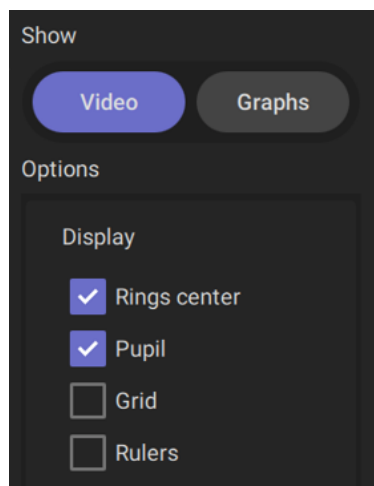 Show
Video Graphs
Options
Display
Rings center
Pupil
Grid
Rulers